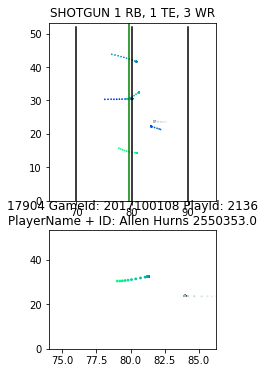 SHOTGUN 1 RB, 1 TE, 3 WR
50
40
30
20
10
0
70 80 90
17904 GameId: 2017100108 PlayId: 2136
PlayerName + ID: Allen Hurns 2550353.0
40
20
0
75.0 77.5 80.0 82.5 85.0